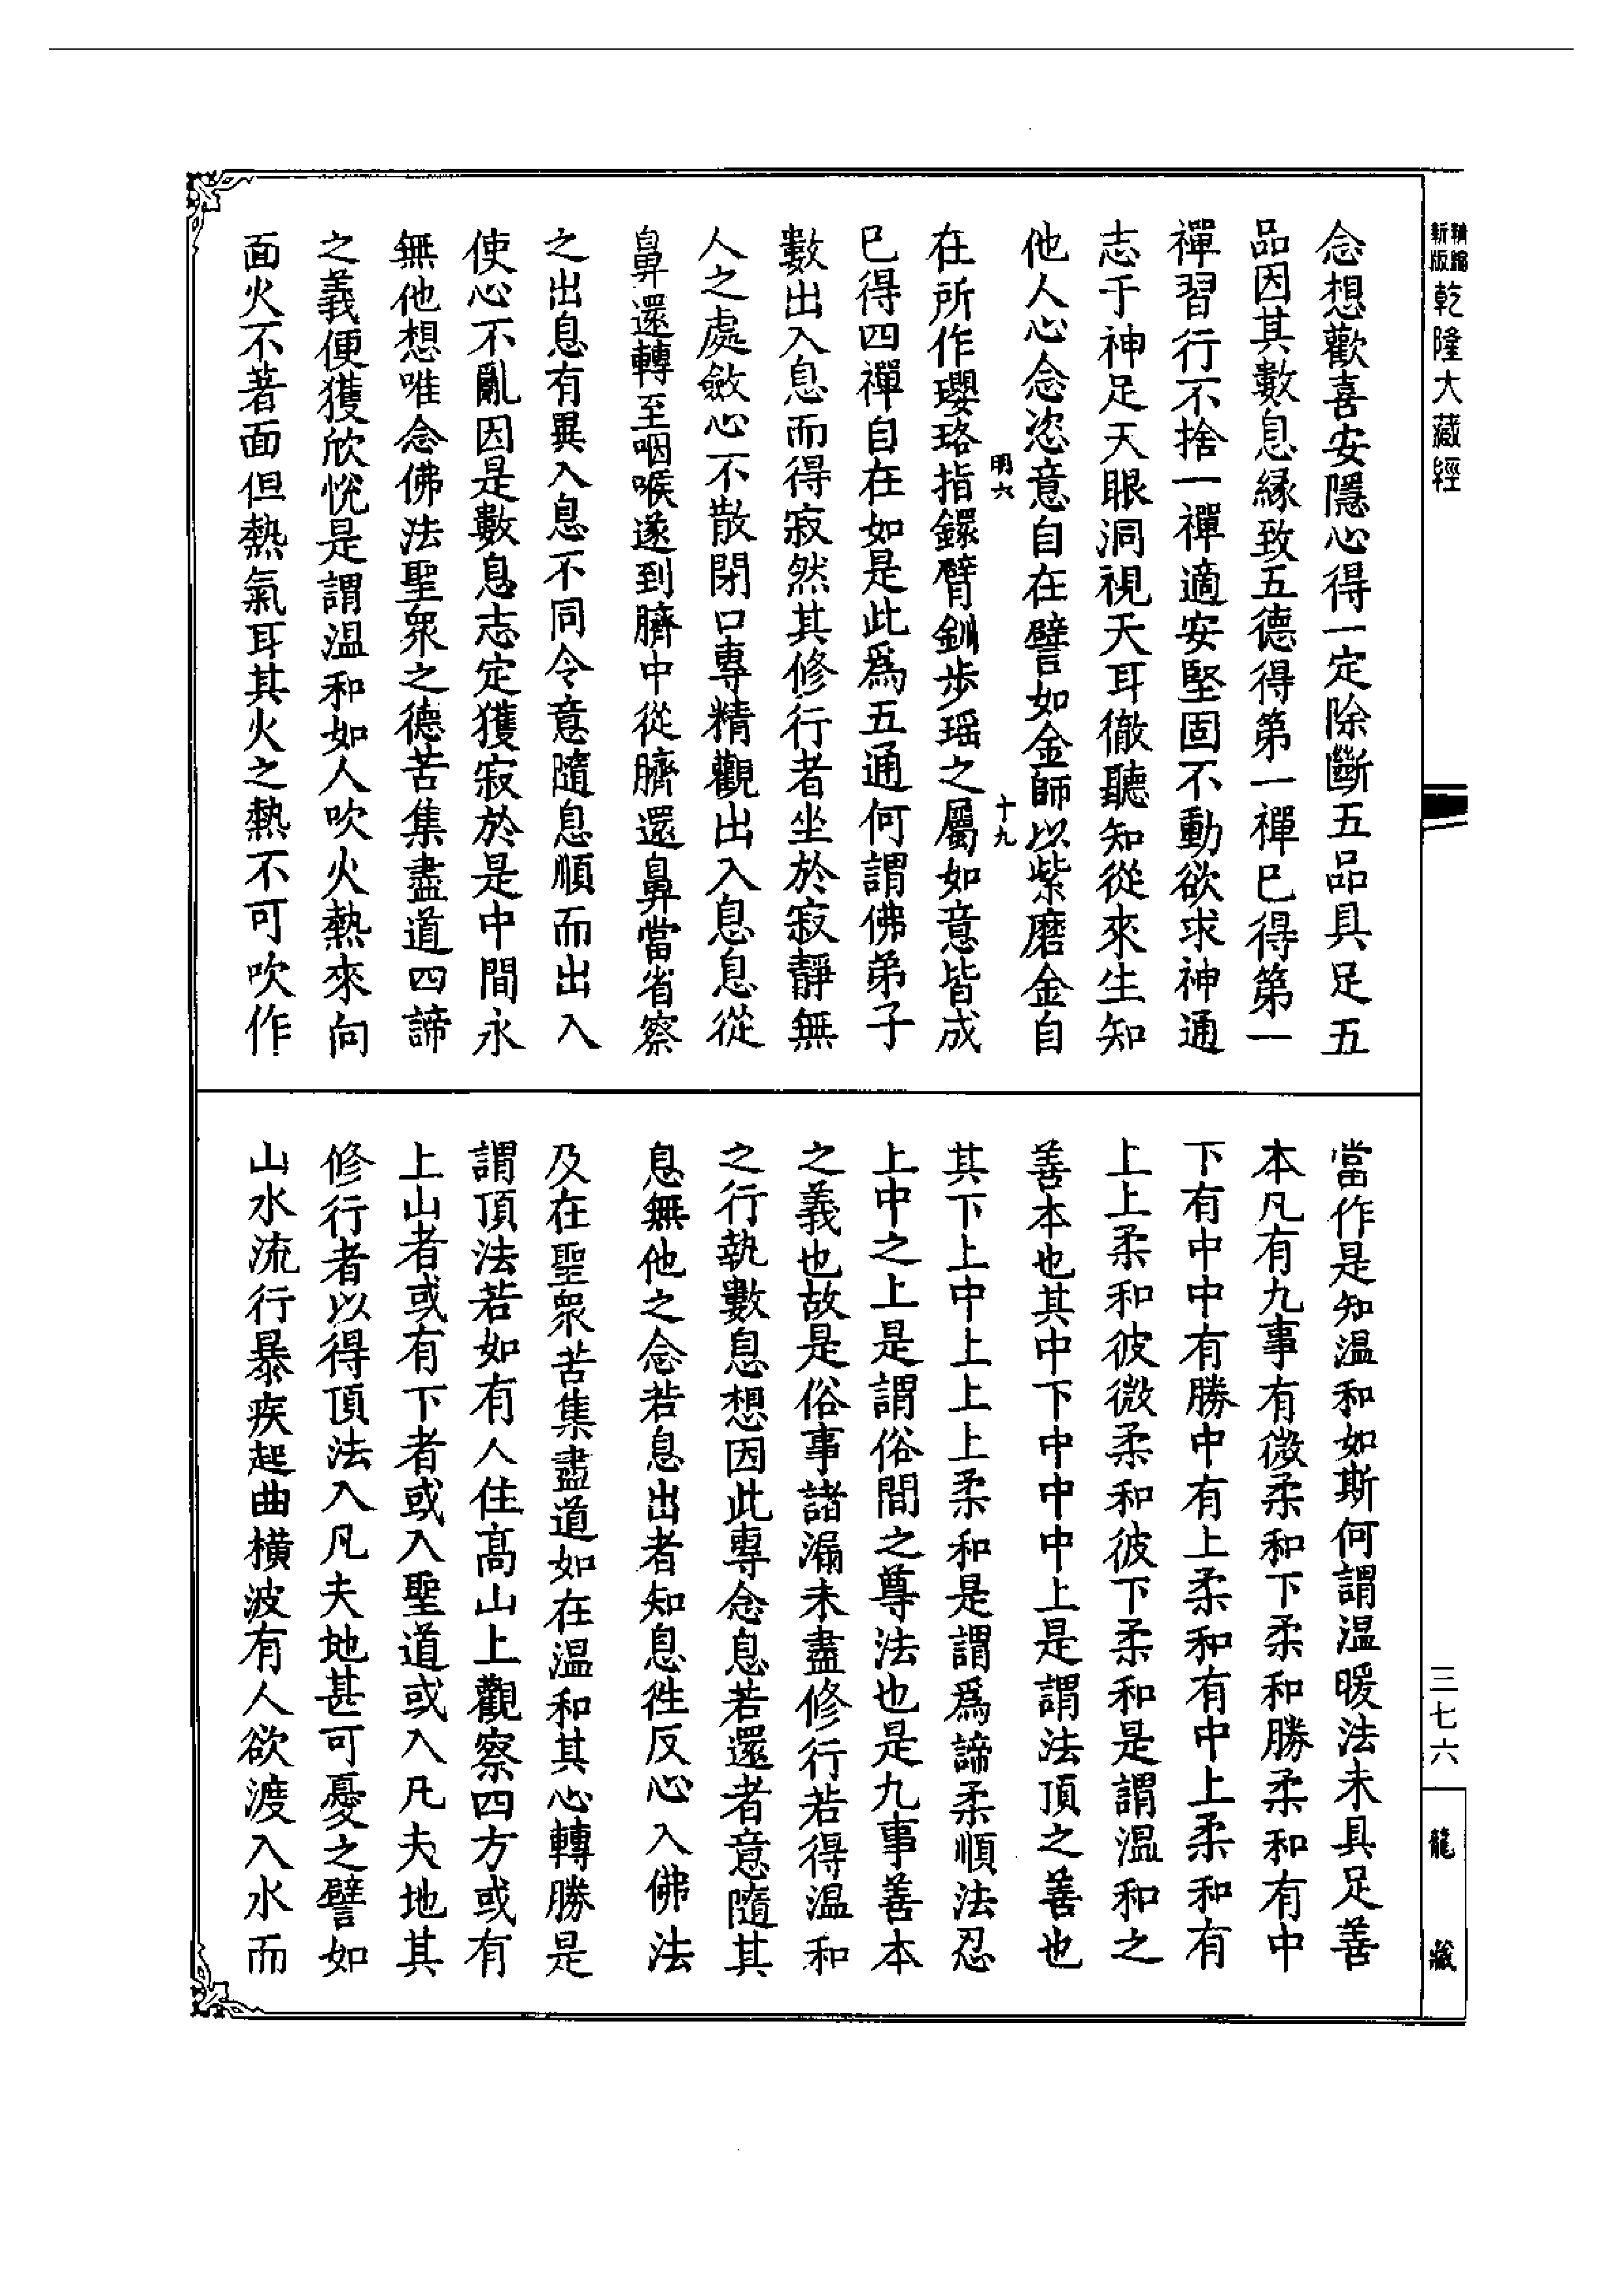 新版精縮乾隆大藏經
三七六
龍藏
念想歡喜安隱心得一定除斷五品具足五
品因其數息緣致五德得第一禪已得第一
禪習行不捨一禪適安堅固不動欲求神通
志于神足天眼洞視天耳徹聽知從來生知
他人心念恣意自在譬如金師以紫磨金自
明六
十九
在所作瓔珞指鐶臂釧步瑶之屬如意皆成
已得四禪自在如是此為五通何謂佛弟子
數出入息而得寂然其修行者坐於寂靜無
人之處斂心不散閉口專精觀出入息息從
鼻還轉至咽喉遂到臍中從臍還鼻當省察
之出息有異入息不同令意隨息順而出入
使心不亂因是數息志定獲寂於是中間永
無他想唯念佛法聖眾之德苦集盡道四諦
之義便獲欣悅是謂溫和如人吹火熱來向
面火不著面但熱氣耳其火之熱不可吹作
當作是知溫和如斯何謂溫暖法未具足善
本凡有九事有微柔和下柔和勝柔和有中
下有中中有勝中有上柔和有中上柔和有
上上柔和彼微柔和彼下柔和是謂溫和之
善本也其中下中中中上是謂法頂之善也
其下上中上上上柔和是謂為諦柔順法忍
上中之上是謂俗間之尊法也是九事善本
之義也故是俗事諸漏未盡修行若得溫和
之行執數息想因此專念息若還者意隨其
息無他之念若息出者知息徃反心入佛法
及在聖眾苦集盡道如在溫和其心轉勝是
謂頂法若如有人住髙山上觀察四方或有
上山者或有下者或入聖道或入凡夫地其
修行者以得頂法入凡夫地甚可憂之譬如
山水流行暴疾起曲橫波有人欲渡入水而